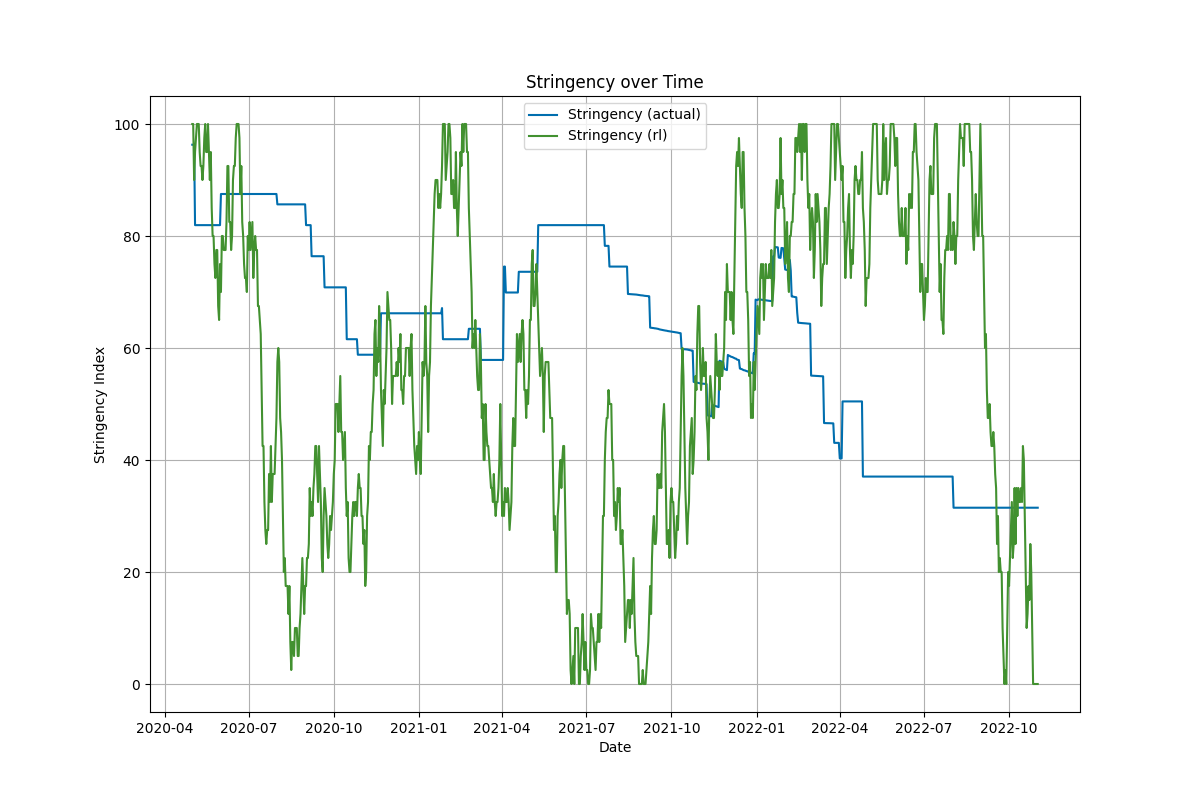 Stringency over Time
Stringency (actual)
Stringency (rl)
Stringency Index
100
80
60
40
20
0
2020-04 2020-07 2020-10 2021-01 2021-04 2021-07 2021-10 2022-01 2022-04 2022-07 2022-10
Date